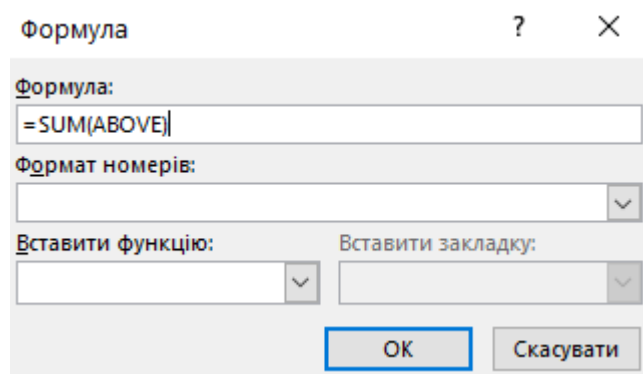 Формула ?
Формула:
=SUM(ABOVE)
Формат номерів:
Вставити функцію: Вставити закладку:
ОК Скасувати